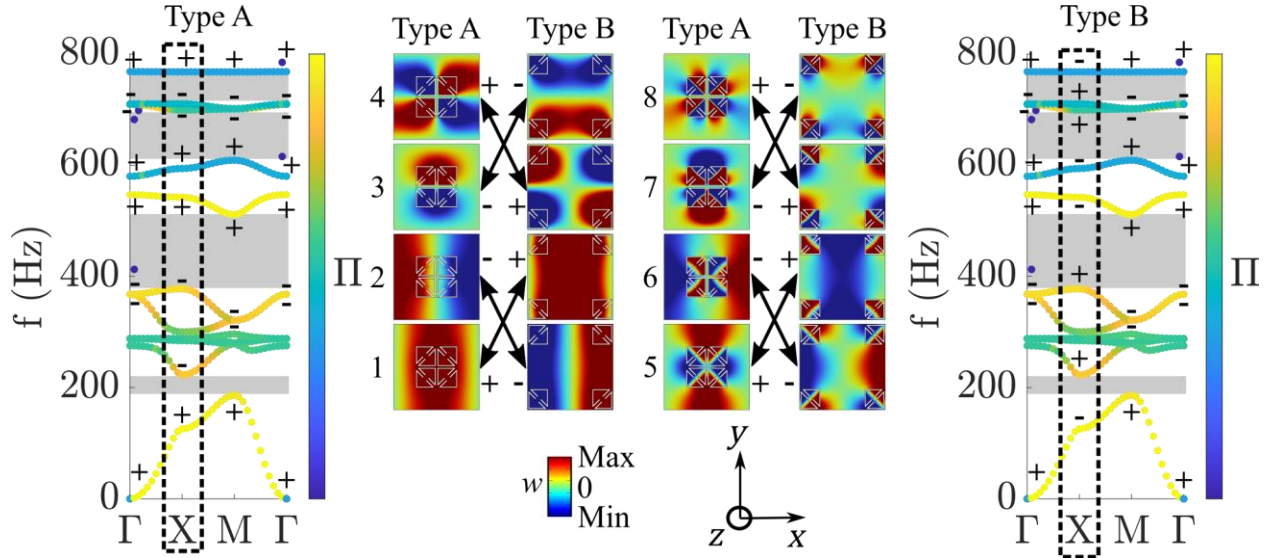 Type A
Type A Type B
Type A Type B
Type B
f (Hz)
800
600
400
200
0
+ + + +
- - - -
- - - -
+ + + +
+ + +
+
- - -
- -
-
-
-
+ +
+ +
Γ X M Γ
Π
4 + -
3 - +
2 - +
1 + -
8 + -
7 - +
6 - +
5 + -
w
Max
0
Min
y
z x
f (Hz)
800
600
400
200
0
+ - + +
- + - -
- + - -
+ - + +
+ - +
+
- + -
- -
-
-
+
- +
+ +
Γ X M Γ
Π